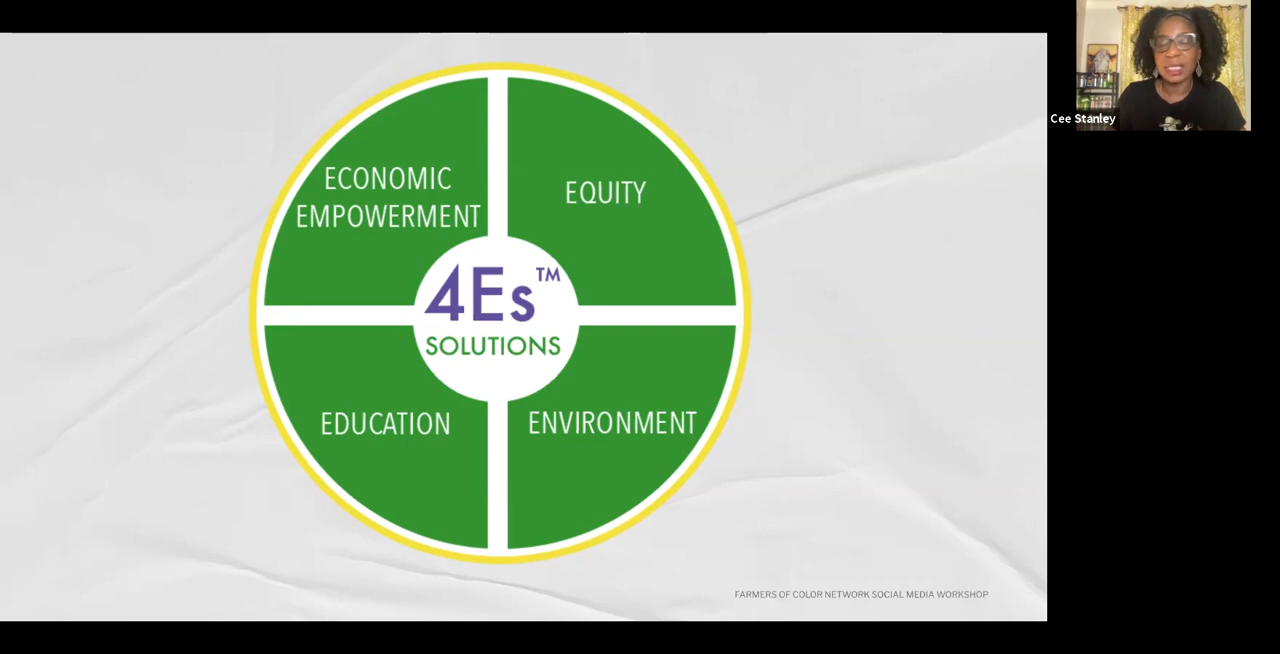 ECONOMIC
EMPOWERMENT
EQUITY
4Es™
SOLUTIONS
EDUCATION
ENVIRONMENT
FARMERS OF COLOR NETWORK SOCIAL MEDIA WORKSHOP
Cee Stanley